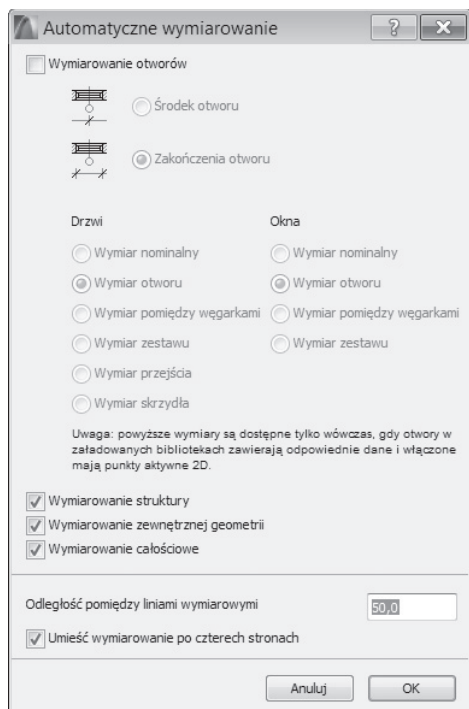 Automatyczne wymiarowanie
Wymiarowanie otworów
Środek otworu
Zakończenia otworu
Drzwi
Okna
Wymiar nominalny
Wymiar nominalny
Wymiar otworu
Wymiar otworu
Wymiar pomiędzy węgarkami
Wymiar pomiędzy węgarkami
Wymiar zestawu
Wymiar zestawu
Wymiar przejścia
Wymiar skrzydła
Uwaga: powyższe wymiary są dostępne tylko wówczas, gdy otwory w
załadowanych bibliotekach zawierają odpowiednie dane i włączone
mają punkty aktywne 2D.
Wymiarowanie struktury
Wymiarowanie zewnętrznej geometrii
Wymiarowanie całościowe
Odległość pomiędzy liniami wymiarowymi
50,0
Umieść wymiarowanie po czterech stronach
Anuluj
OK